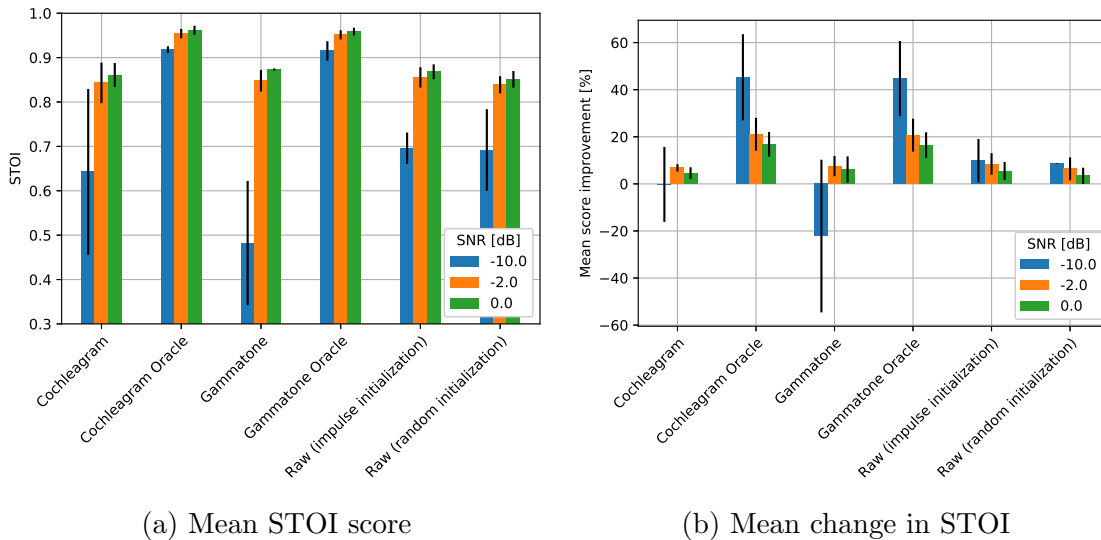 1.0
0.9
0.8
0.7
0.6
0.5
0.4
0.3
STOI
SNR [dB]
-10.0
-2.0
0.0
Cochleagram
Cochleagram Oracle
Gammatone
Gammatone Oracle
Raw (impulse initialization)
Raw (random initialization)
(a) Mean STOI score
60
40
20
0
−20
−40
−60
Mean score improvement [%]
SNR [dB]
-10.0
-2.0
0.0
Cochleagram
Cochleagram Oracle
Gammatone
Gammatone Oracle
Raw (impulse initialization)
Raw (random initialization)
(b) Mean change in STOI